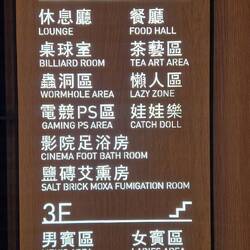 休息廳 餐廳
LOUNGE FOOD HALL
桌球室 茶藝區
BILLIARD ROOM TEA ART AREA
蟲洞區 懶人區
WORMHOLE AREA LAZY ZONE
電競PS區 娃娃樂
GAMING PS AREA CATCH DOLL
影院足浴房
CINEMA FOOT BATH ROOM
鹽磚艾熏房
SALT BRICK MOXA FUMIGATION ROOM
3F
男賓區 女賓區